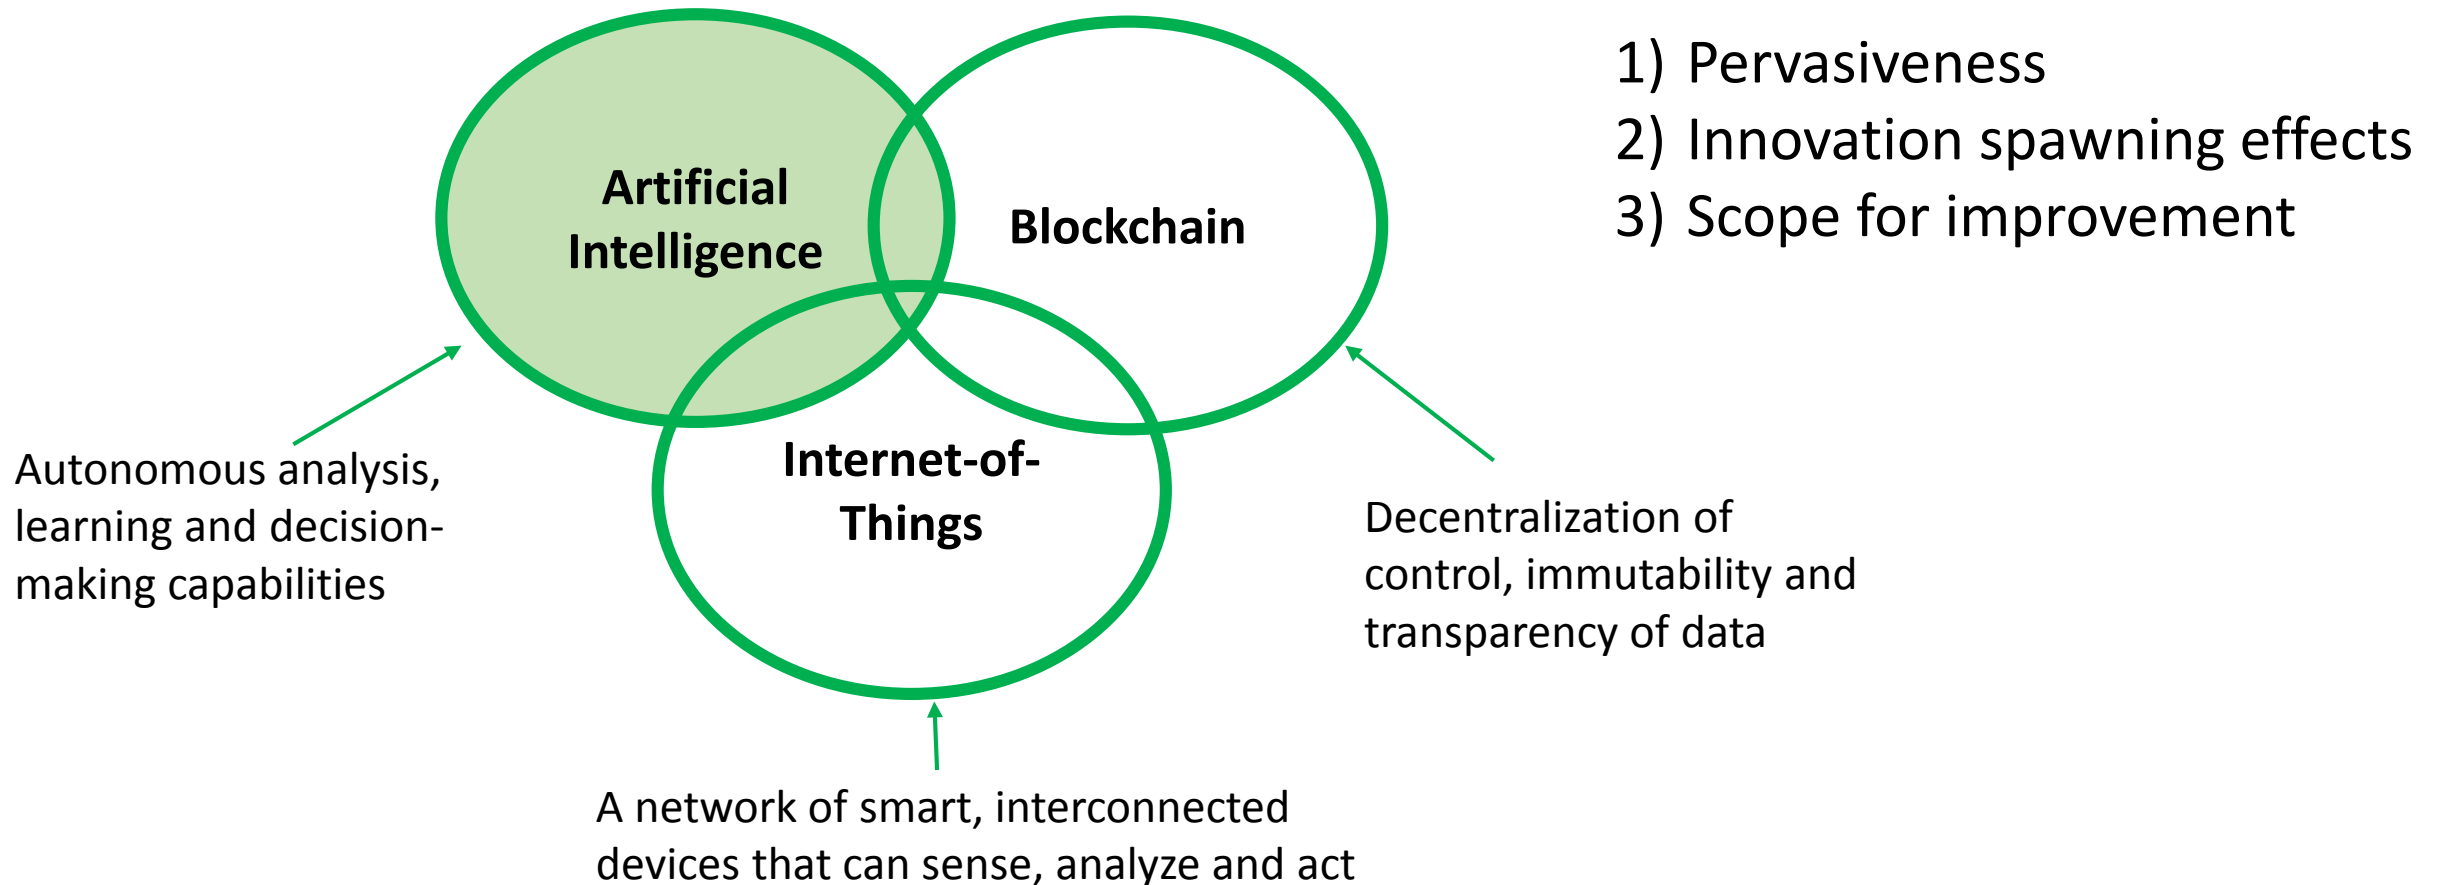 Artificial
Intelligence
Blockchain
Internet-of-
Things
1) Pervasiveness
2) Innovation spawning effects
3) Scope for improvement
Autonomous analysis,
learning and decision-
making capabilities
Decentralization of
control, immutability and
transparency of data
A network of smart, interconnected
devices that can sense, analyze and act